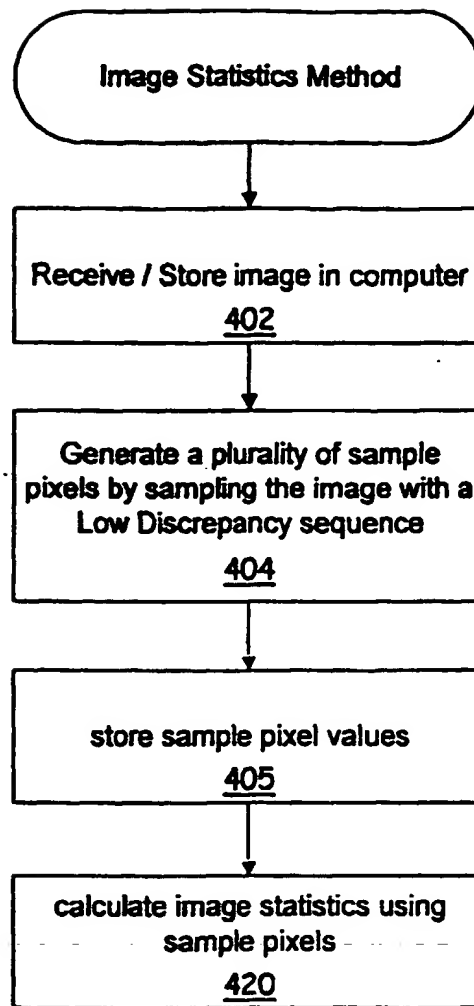 Image Statistics Method
Receive / Store image in computer
402
Generate a plurality of sample
pixels by sampling the image with a
Low Discrepancy sequence
404
store sample pixel values
405
calculate image statistics using
sample pixels
420